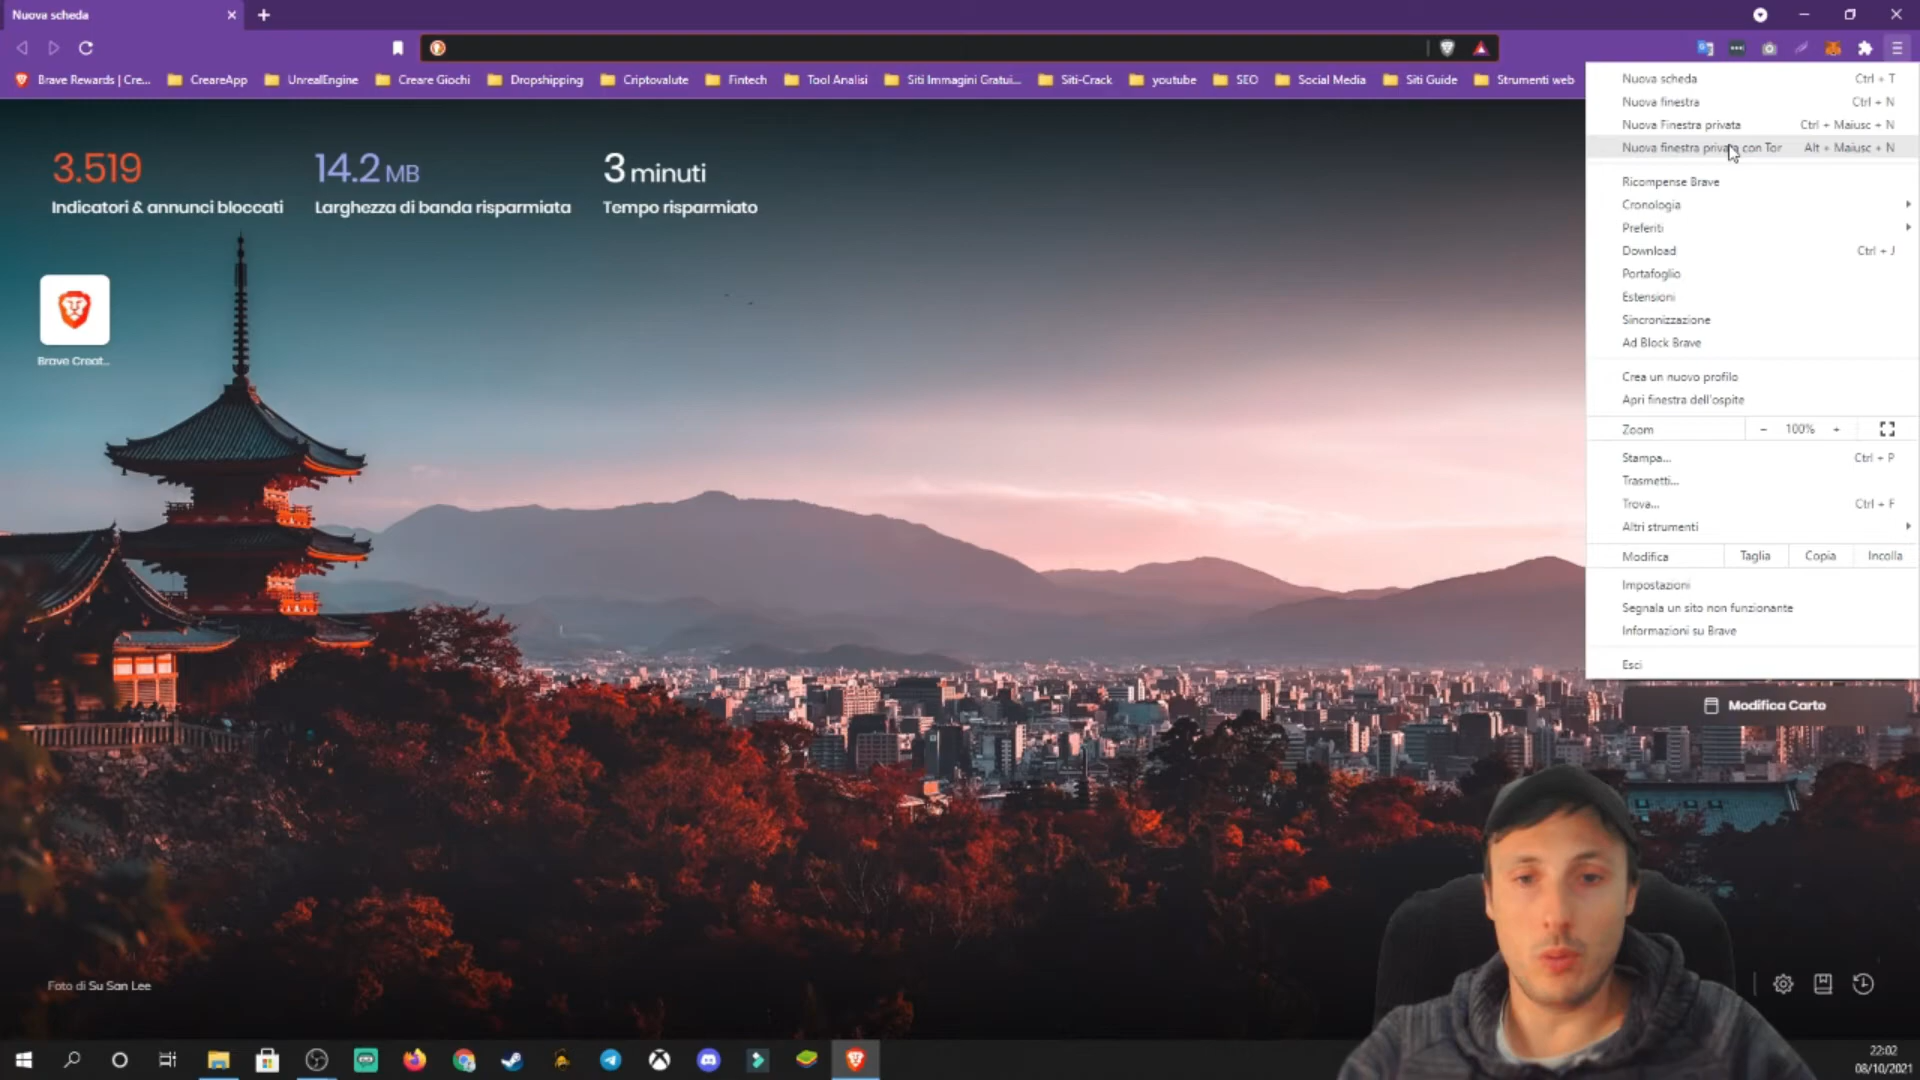 Nuova scheda
Brave Rewards | Cre...
CreareApp
UnrealEngine
Creare Giochi
Dropshipping
Criptovalute
Fintech
Tool Analisi
Siti Immagini Gratui...
Siti-Crack
youtube
SEO
Social Media
Siti Guide
Strumenti web
3.519
Indicatori & annunci bloccati
14.2 MB
Larghezza di banda risparmiata
3 minuti
Tempo risparmiato
Brave Creat...
Nuova scheda Ctrl + T
Nuova finestra Ctrl + N
Nuova Finestra privata Ctrl + Maiusc + N
Nuova finestra privata con Tor Alt + Maiusc + N
Ricompense Brave
Cronologia
Preferiti
Download Ctrl + J
Portafoglio
Estensioni
Sincronizzazione
Ad Block Brave
Crea un nuovo profilo
Apri finestra dell'ospite
Zoom − 100% +
Stampa... Ctrl + P
Trasmetti...
Trova... Ctrl + F
Altri strumenti
Modifica Taglia Copia Incolla
Impostazioni
Segnala un sito non funzionante
Informazioni su Brave
Esci
Modifica Carto
Foto di Su San Lee
22:02
08/10/2021